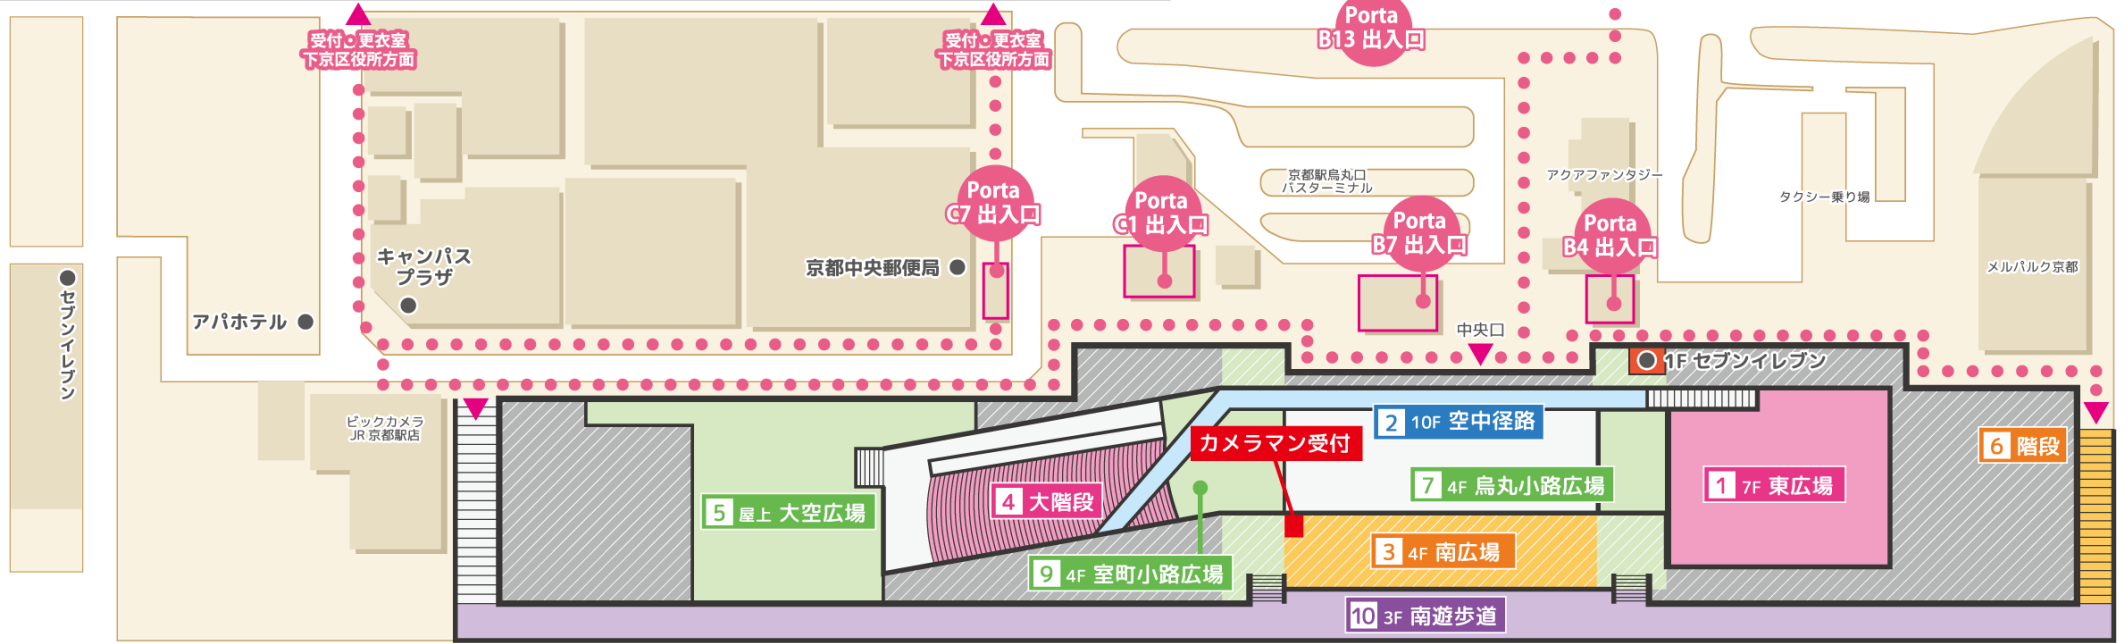 受付・更衣室
下京区役所方面
受付・更衣室
下京区役所方面
Porta
B13 出入口
Porta
C7 出入口
Porta
C1 出入口
京都駅烏丸口
バスターミナル
Porta
B7 出入口
アクアファンタジー
Porta
B4 出入口
タクシー乗り場
メルパルク京都
キャンパス
プラザ
京都中央郵便局
セブンイレブン
アパホテル
中央口
1F セブンイレブン
ビックカメラ
JR 京都駅店
2 10F 空中径路
カメラマン受付
6 階段
7 4F 烏丸小路広場
1 7F 東広場
4 大階段
5 屋上 大空広場
3 4F 南広場
9 4F 室町小路広場
10 3F 南遊歩道